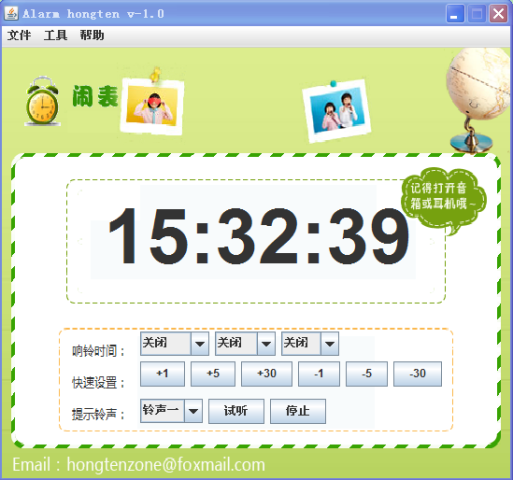 Alarm hongten v-1.0
文件 工具 帮助
闹表
记得打开音
箱或耳机哦~
15:32:39
响铃时间： 关闭 关闭 关闭
快速设置： +1 +5 +30 -1 -5 -30
提示铃声： 铃声一 试听 停止
Email：hongtenzone@foxmail.com